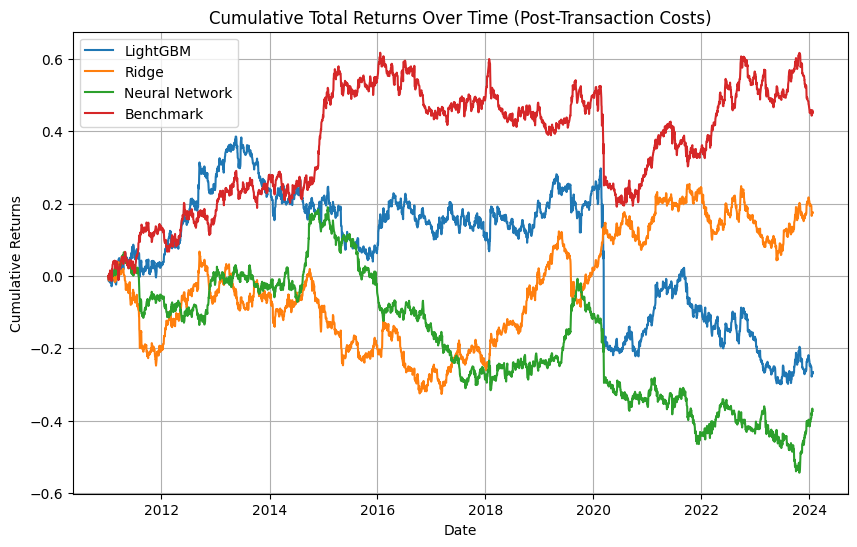 Cumulative Total Returns Over Time (Post-Transaction Costs)
LightGBM
Ridge
Neural Network
Benchmark
Cumulative Returns
0.6
0.4
0.2
0.0
−0.2
−0.4
−0.6
2012
2014
2016
2018
2020
2022
2024
Date